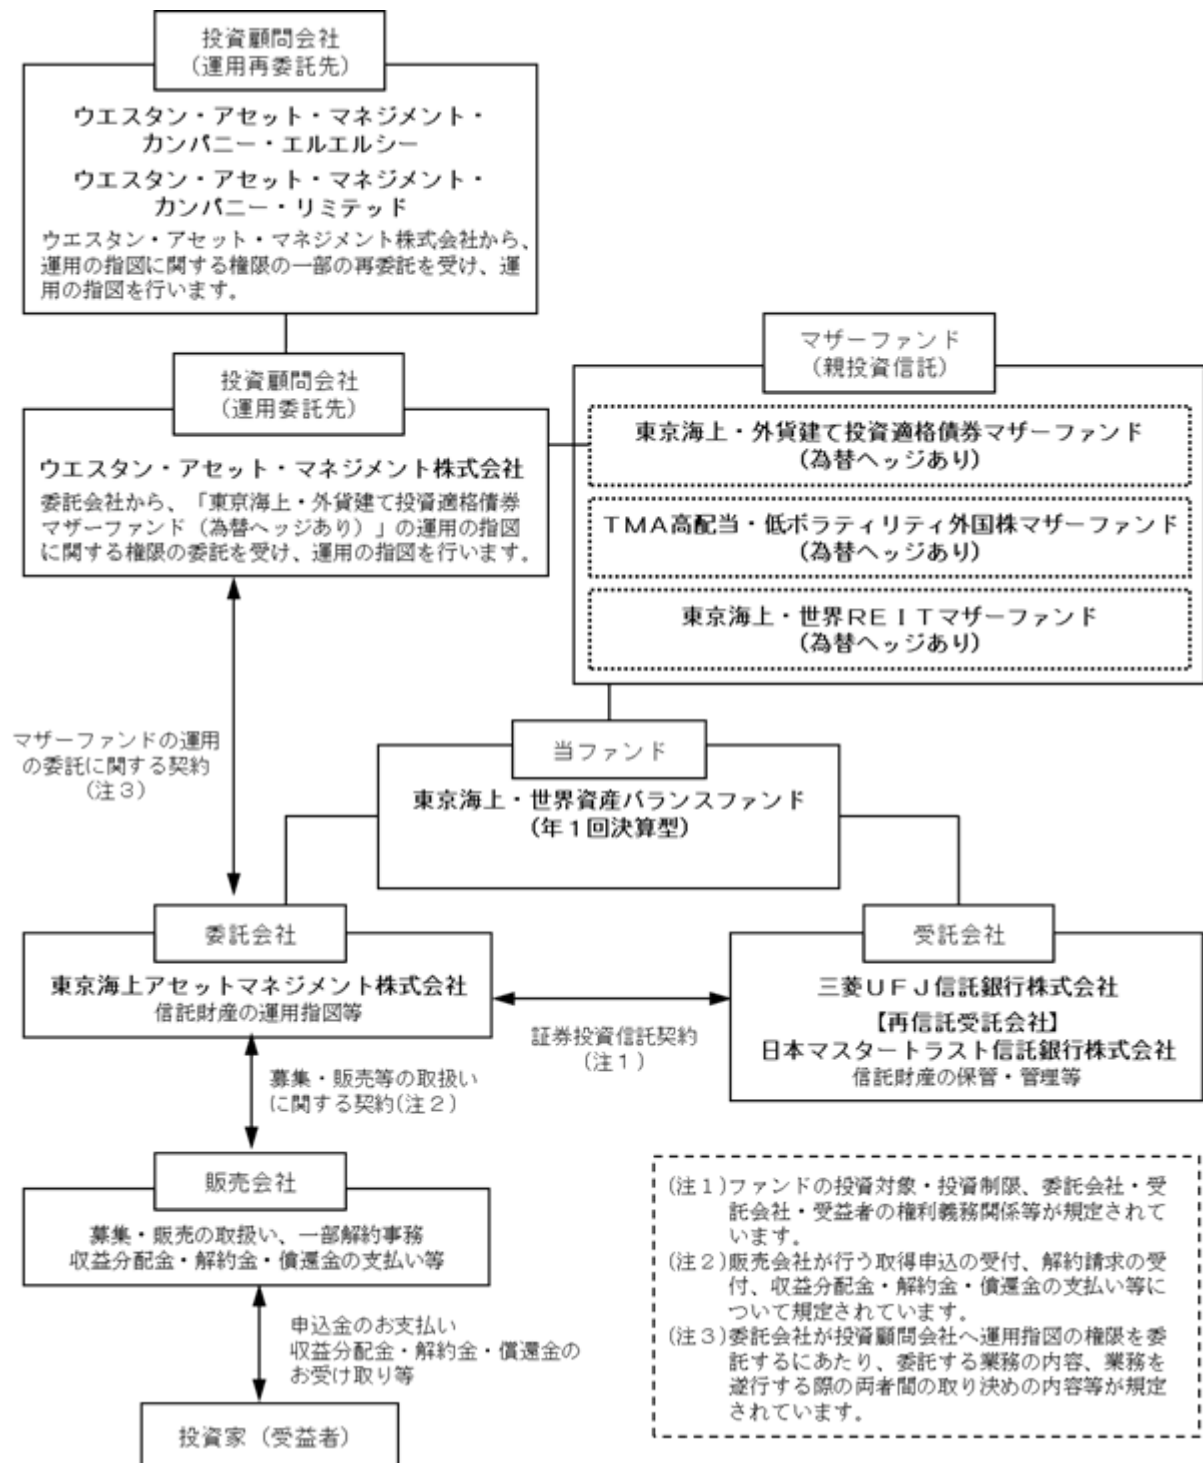 投資顧問会社
(運用再委託先)
ウエスタン・アセット・マネジメント・
カンパニー・エルエルシー
ウエスタン・アセット・マネジメント・
カンパニー・リミテッド
ウエスタン・アセット・マネジメント株式会社から、
運用の指図に関する権限の一部の再委託を受け、運
用の指図を行います。
投資顧問会社
(運用委託先)
ウエスタン・アセット・マネジメント株式会社
委託会社から、「東京海上・外貨建て投資適格債券
マザーファンド（為替ヘッジあり）」の運用の指図
に関する権限の委託を受け、運用の指図を行います。
マザーファンド
(親投資信託)
東京海上・外貨建て投資適格債券マザーファンド
(為替ヘッジあり)
ＴＭＡ高配当・低ボラティリティ外国株マザーファンド
(為替ヘッジあり)
東京海上・世界ＲＥＩＴマザーファンド
(為替ヘッジあり)
マザーファンドの運用
の委託に関する契約
(注３)
当ファンド
東京海上・世界資産バランスファンド
(年１回決算型)
委託会社
東京海上アセットマネジメント株式会社
信託財産の運用指図等
証券投資信託契約
(注１)
受託会社
三菱ＵＦＪ信託銀行株式会社
【再信託受託会社】
日本マスタートラスト信託銀行株式会社
信託財産の保管・管理等
募集・販売等の取扱い
に関する契約(注２)
販売会社
募集・販売の取扱い、一部解約事務
収益分配金・解約金・償還金の支払い等
申込金のお支払い
収益分配金・解約金・償還金の
お受け取り等
投資家（受益者）
(注１)ファンドの投資対象・投資制限、委託会社・受
託会社・受益者の権利義務関係等が規定されて
います。
(注２)販売会社が行う取得申込の受付、解約請求の受
付、収益分配金・解約金・償還金の支払い等に
ついて規定されています。
(注３)委託会社が投資顧問会社へ運用指図の権限を委
託するにあたり、委託する業務の内容、業務を
遂行する際の両者間の取り決めの内容等が規定
されています。